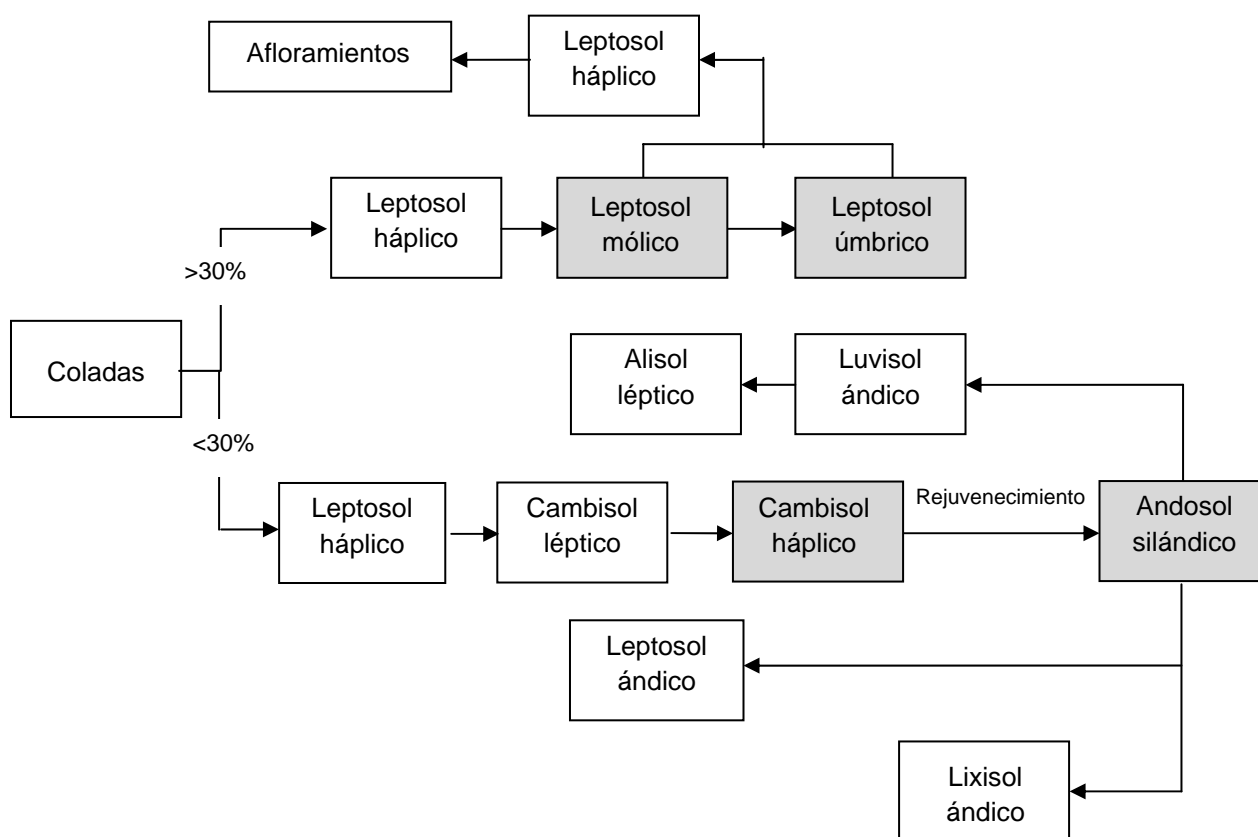 Afloramientos
Leptosol
háplico
Leptosol
háplico
Leptosol
mólico
Leptosol
úmbrico
>30%
Coladas
Alisol
léptico
Luvisol
ándico
<30%
Leptosol
háplico
Cambisol
léptico
Cambisol
háplico
Rejuvenecimiento
Andosol
silándico
Leptosol
ándico
Lixisol
ándico